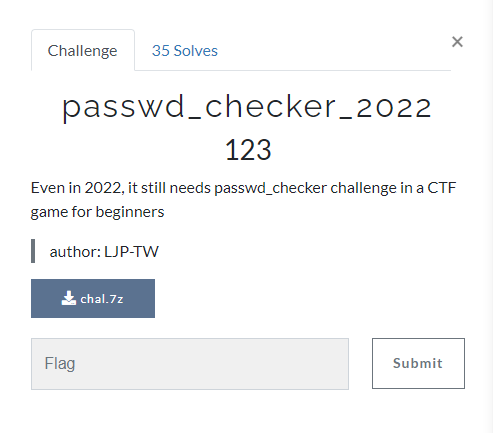 Challenge
35 Solves
×
passwd_checker_2022
123
Even in 2022, it still needs passwd_checker challenge in a CTF
game for beginners
author: LJP-TW
chal.7z
Flag
Submit